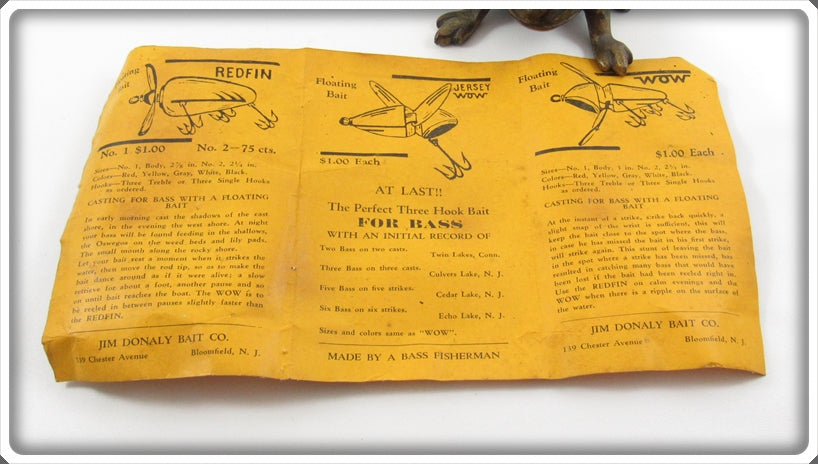 Floating
Bait
REDFIN
No. 1 $1.00 No. 2—75 cts.
Sizes—No. 1, Body, 2⅞ in. No. 2, 2¼ in.
Colors—Red, Yellow, Gray, White, Black.
Hooks—Three Treble or Three Single Hooks
as ordered.
CASTING FOR BASS WITH A FLOATING
BAIT
In early morning cast the shadows of the east
shore, in the evening the west shore. At night
your bass will be found feeding in the shallows,
the Oswegos on the weed beds and lily pads.
The small mouth along the rocky shore.
Let your bait rest a moment when it strikes the
water, then move the rod tip, so as to make the
bait dance around as if it were alive; a slow
retrieve for about a foot, another pause and so
on until bait reaches the boat. The WOW is to
be reeled in between pauses slightly faster than
the REDFIN.
JIM DONALY BAIT CO.
139 Chester Avenue Bloomfield, N. J.
Floating
Bait
JERSEY
WOW
$1.00 Each
AT LAST!!
The Perfect Three Hook Bait
FOR BASS
WITH AN INITIAL RECORD OF
Two Bass on two casts.
Twin Lakes, Conn.
Three Bass on three casts.
Culvers Lake, N. J.
Five Bass on five strikes.
Cedar Lake, N. J.
Six Bass on six strikes.
Echo Lake, N. J.
Sizes and colors same as "WOW".
MADE BY A BASS FISHERMAN
Floating
Bait
WOW
$1.00 Each
Sizes—No. 1, Body, 3 in. No. 2, 2¾ in.
Colors—Red, Yellow, Gray, White, Black.
Hooks—Three Treble or Three Single Hooks
as ordered.
CASTING FOR BASS WITH A FLOATING
BAIT
At the instant of a strike, strike back quickly, a
slight snap of the wrist is sufficient, this will
keep the bait close to the spot where the bass,
in case he has missed the bait in his first strike,
will strike again. This stunt of leaving the bait
in the spot where a strike has been missed, has
resulted in catching many bass that would have
been lost if the bait had been reeled right in.
Use the REDFIN on calm evenings and the
WOW when there is a ripple on the surface of
the water.
JIM DONALY BAIT CO.
139 Chester Avenue Bloomfield, N. J.